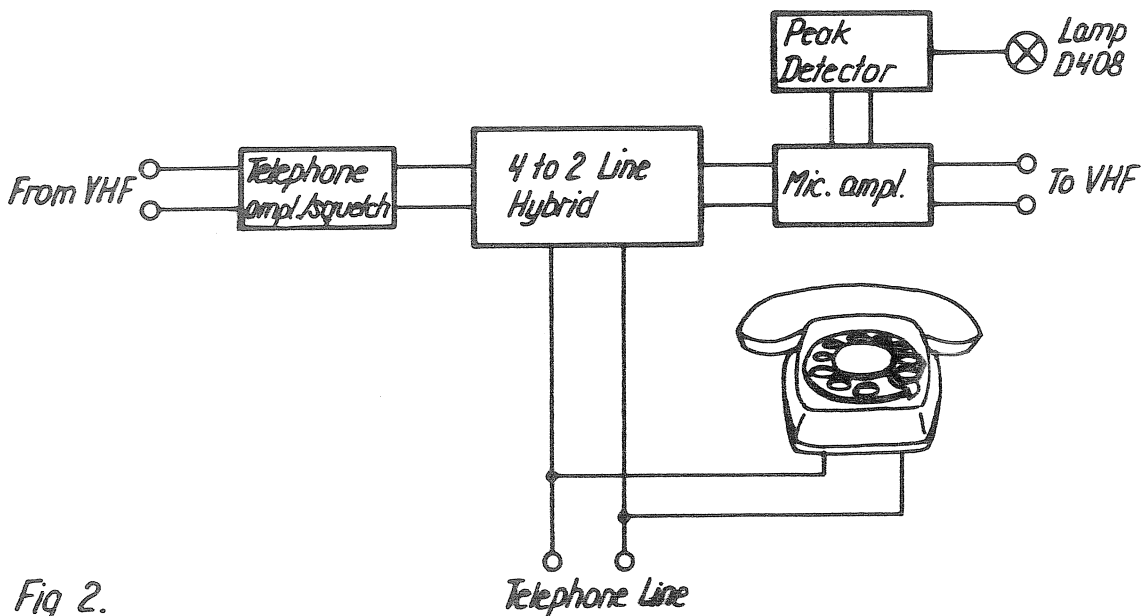 Peak
Detector
Lamp
D408
From VHF
Telephone
ampl./squetch
4 to 2 Line
Hybrid
Mic. ampl.
To VHF
Telephone Line
Fig 2.